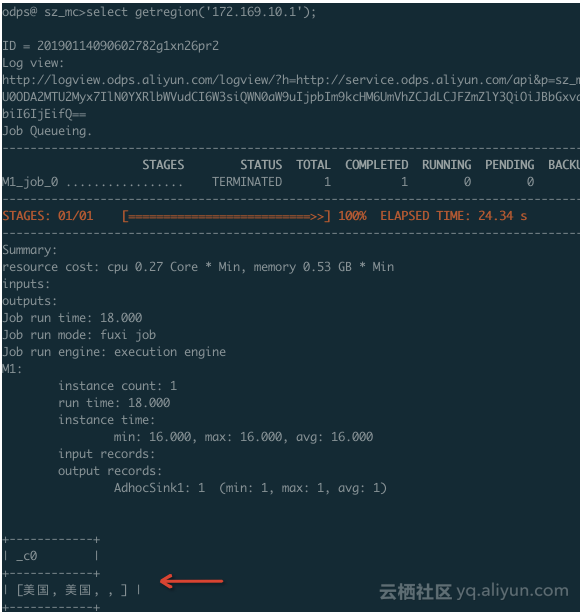 odps@ sz_mc>select getregion('172.169.10.1');
ID = 20190114090602782g1xn26pr2
Log view:
http://logview.odps.aliyun.com/logview/?h=http://service.odps.aliyun.com/api&p=sz_m
U0ODA2MTU2Myx7IlN0YXRlbWVudCI6W3siQWN0aW9uIjpbIm9kcHM6UmVhZCJdLCJFZmZlY3QiOiJBbGxvd
biI6IjEifQ==
Job Queueing.
STAGES STATUS TOTAL COMPLETED RUNNING PENDING BACKU
M1_job_0 ................. TERMINATED 1 1 0 0
STAGES: 01/01 [==========================>>] 100% ELAPSED TIME: 24.34 s
Summary:
resource cost: cpu 0.27 Core * Min, memory 0.53 GB * Min
inputs:
outputs:
Job run time: 18.000
Job run mode: fuxi job
Job run engine: execution engine
M1:
instance count: 1
run time: 18.000
instance time:
min: 16.000, max: 16.000, avg: 16.000
input records:
output records:
AdhocSink1: 1 (min: 1, max: 1, avg: 1)
+------------+
| _c0 |
+------------+
| [美国, 美国, , ] |
+------------+
云栖社区 yq.aliyun.com